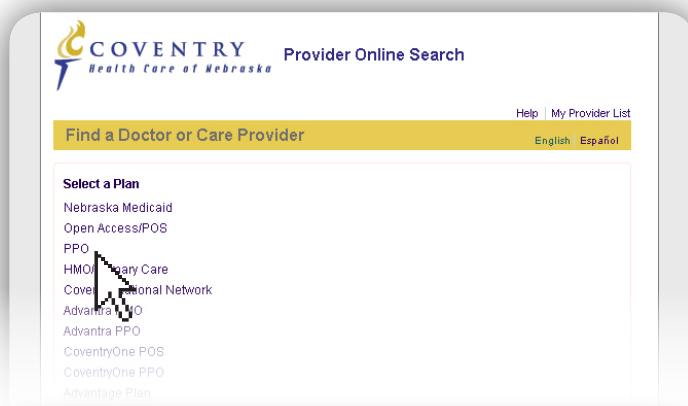 COVENTRY
Health Care of Nebraska
Provider Online Search
Help My Provider List
Find a Doctor or Care Provider
English Español
Select a Plan
Nebraska Medicaid
Open Access/POS
PPO
HMO/ Care
National Network
Advantra HMO
Advantra PPO
CoventryOne POS
CoventryOne PPO
Advantage Plan